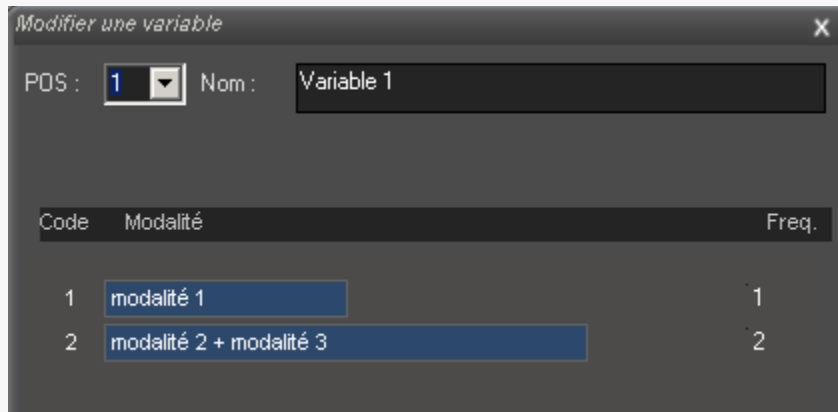 Modifier une variable x
POS : 1 Nom : Variable 1
Code Modalité Freq.
1 modalité 1 1
2 modalité 2 + modalité 3 2